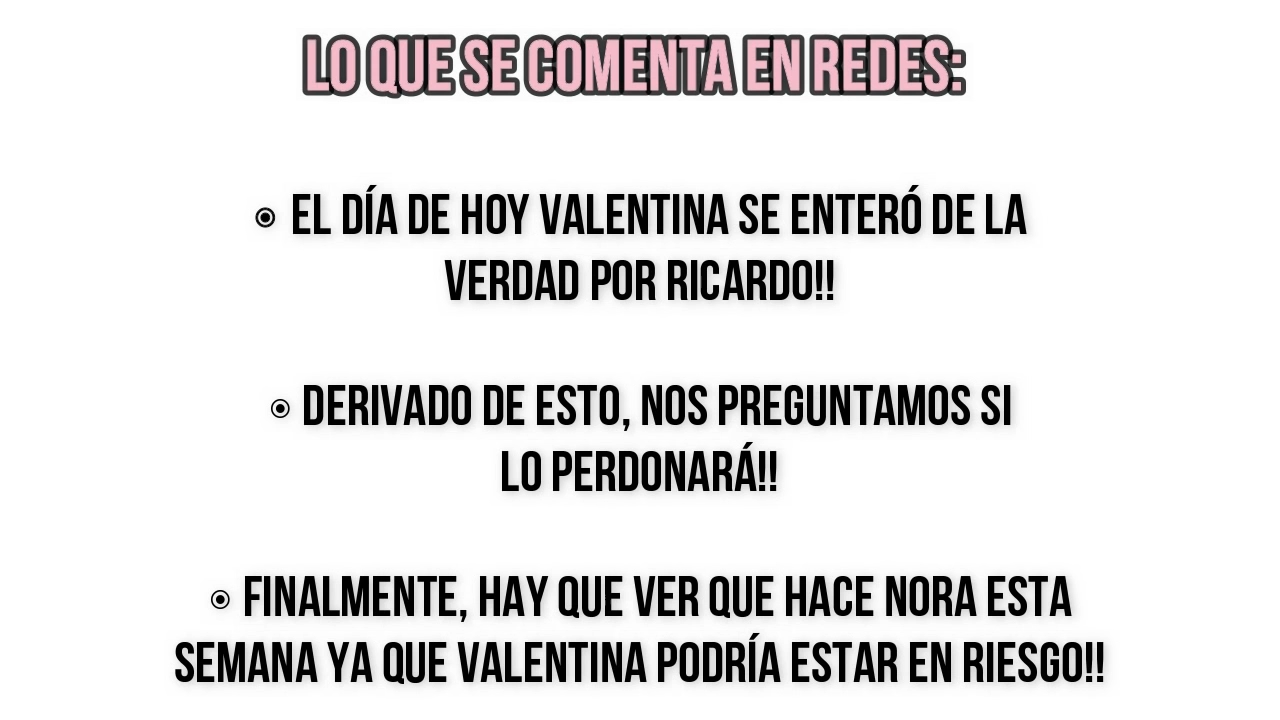 LO QUE SE COMENTA EN REDES:
◉ EL DÍA DE HOY VALENTINA SE ENTERÓ DE LA
VERDAD POR RICARDO!!
◉ DERIVADO DE ESTO, NOS PREGUNTAMOS SI
LO PERDONARÁ!!
◉ FINALMENTE, HAY QUE VER QUE HACE NORA ESTA
SEMANA YA QUE VALENTINA PODRÍA ESTAR EN RIESGO!!